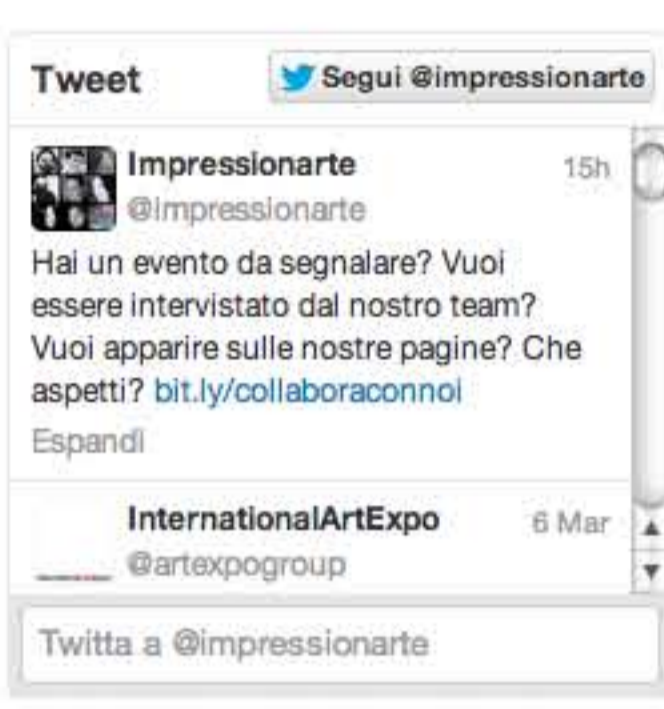 Tweet Segui @impressionarte
Impressionarte 15h
@impressionarte
Hai un evento da segnalare? Vuoi
essere intervistato dal nostro team?
Vuoi apparire sulle nostre pagine? Che
aspetti? bit.ly/collaboraconnoi
Espandi
InternationalArtExpo 6 Mar
@artexpogroup
Twitta a @impressionarte